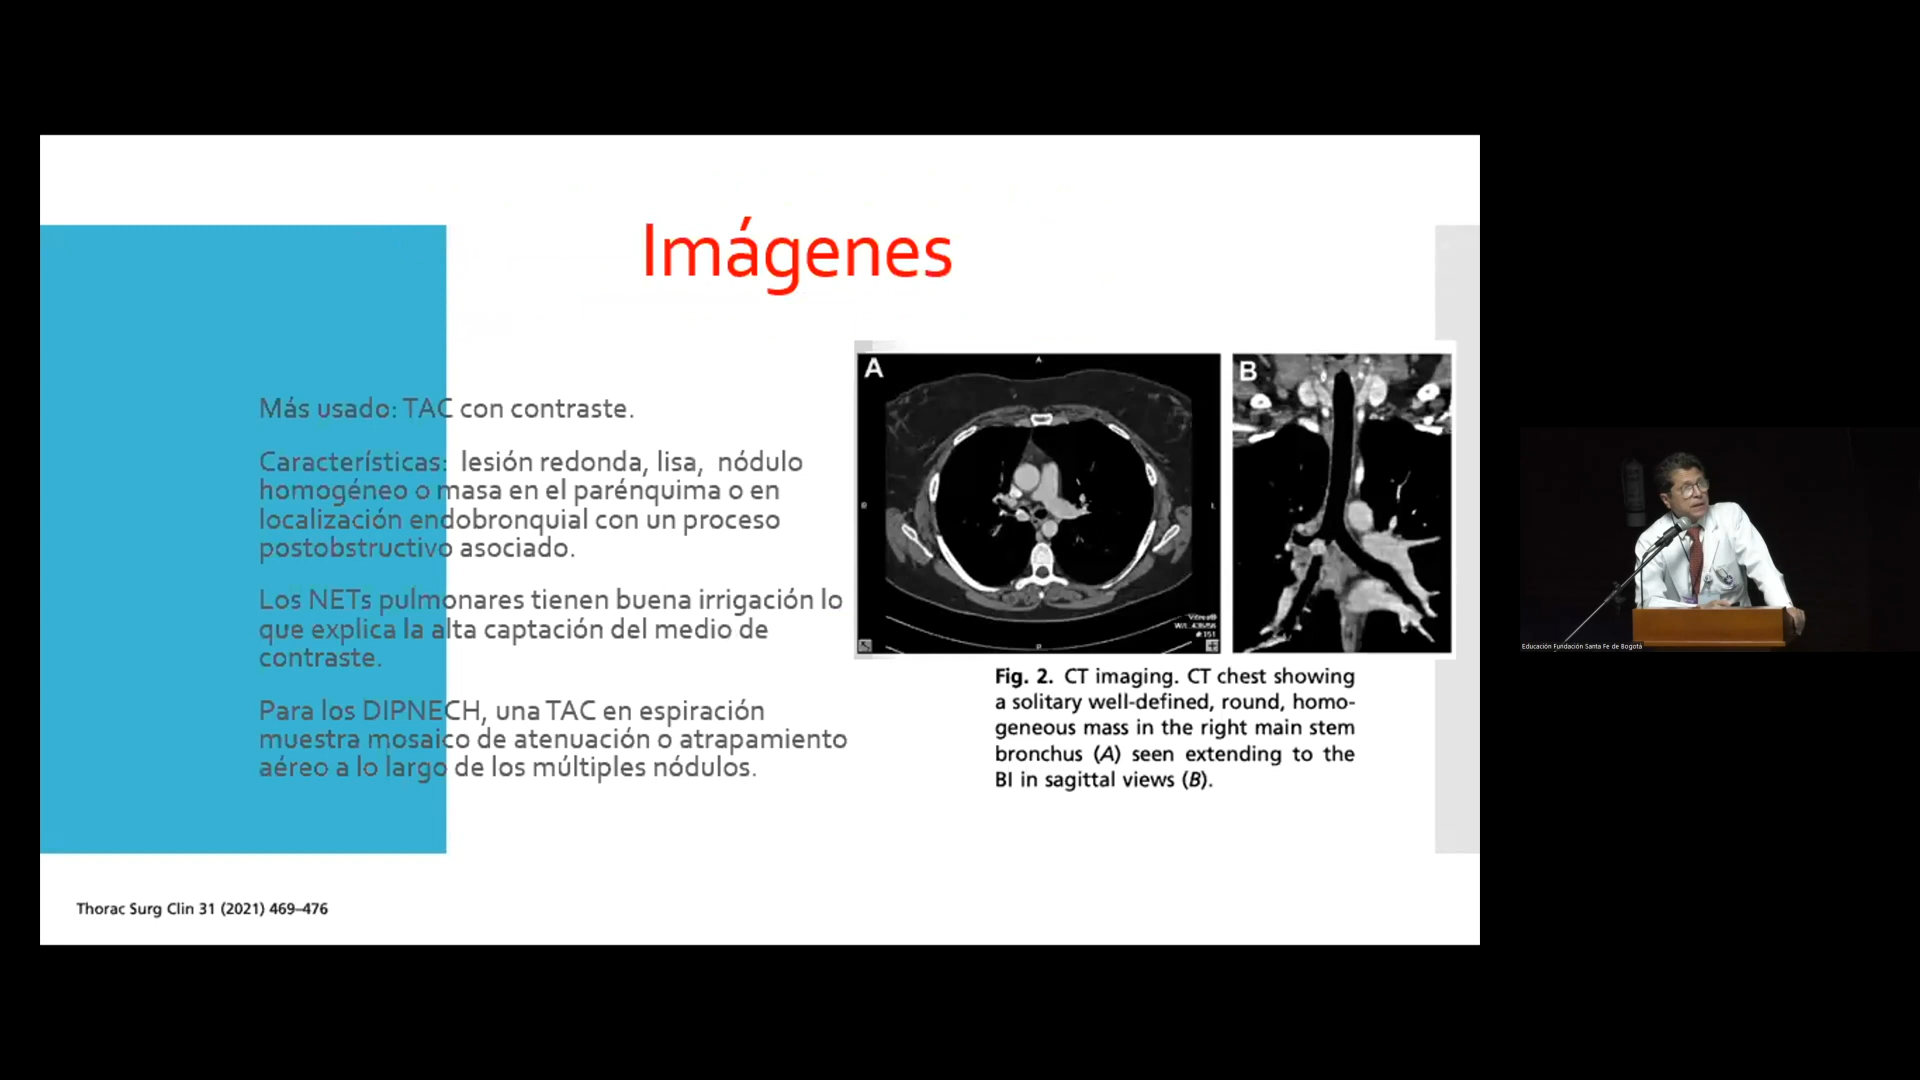 Imágenes
Más usado: TAC con contraste.
Características: lesión redonda, lisa, nódulo
homogéneo o masa en el parénquima o en
localización endobronquial con un proceso
postobstructivo asociado.
Los NETs pulmonares tienen buena irrigación lo
que explica la alta captación del medio de
contraste.
Para los DIPNECH, una TAC en espiración
muestra mosaico de atenuación o atrapamiento
aéreo a lo largo de los múltiples nódulos.
A
A
B
Fig. 2. CT imaging. CT chest showing
a solitary well-defined, round, homo-
geneous mass in the right main stem
bronchus (A) seen extending to the
BI in sagittal views (B).
Thorac Surg Clin 31 (2021) 469–476
Educación Fundación Santa Fe de Bogotá